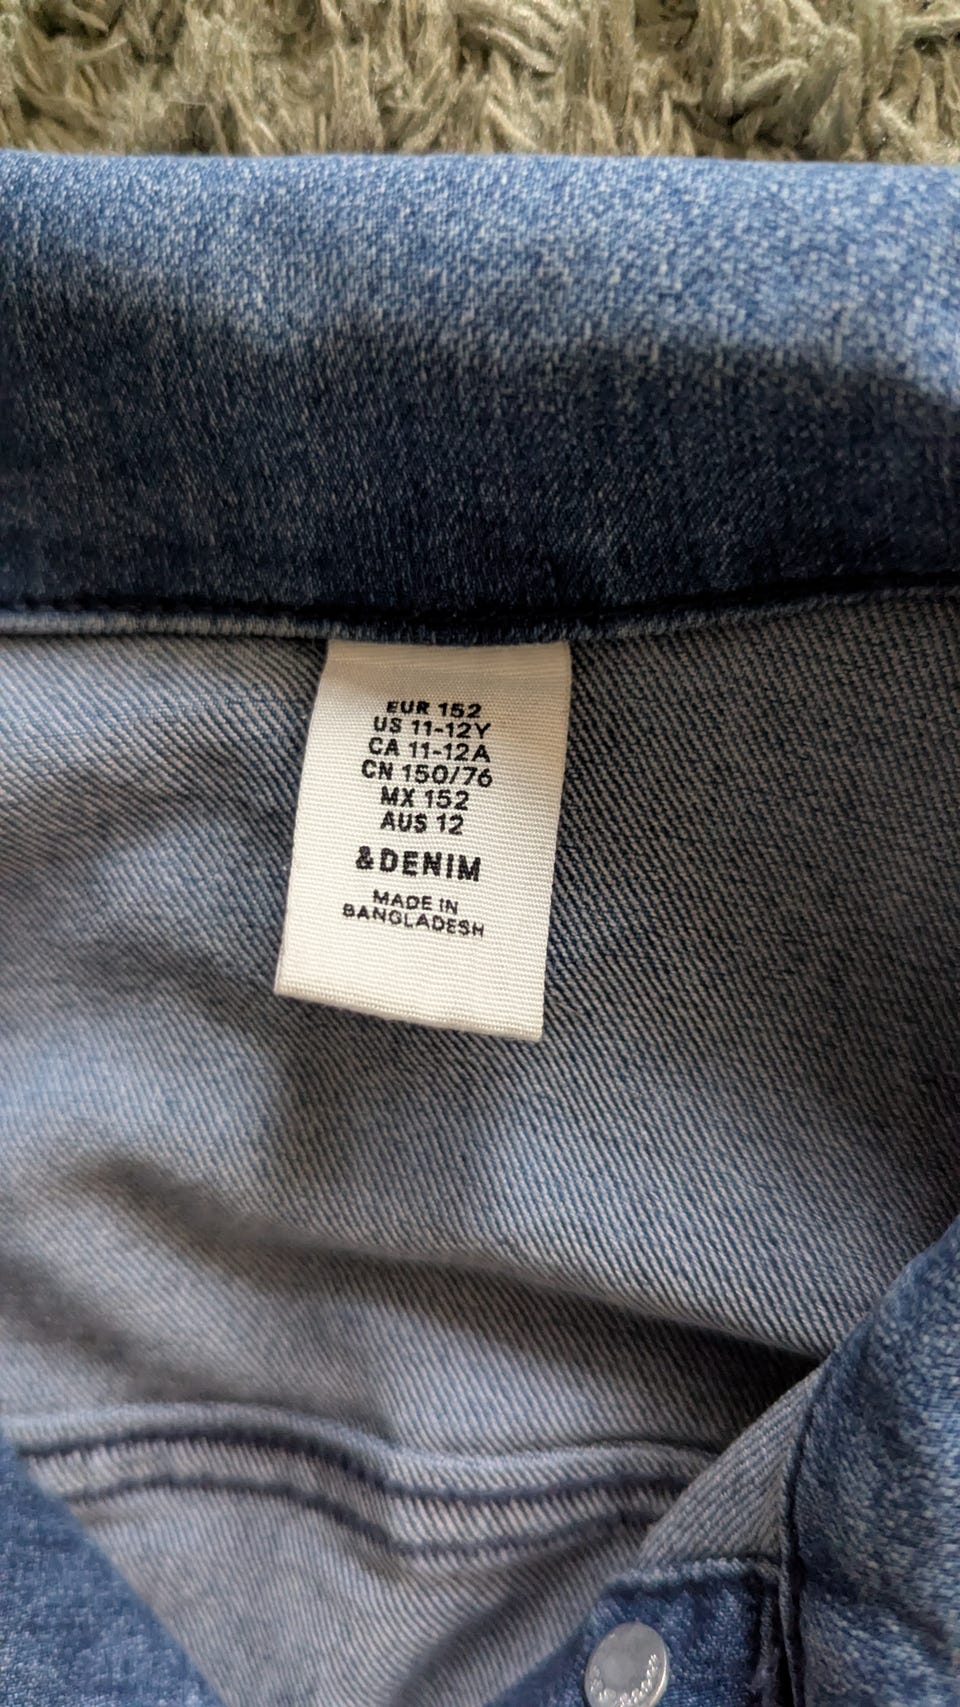 EUR 152
US 11-12Y
CA 11-12A
CN 150/76
MX 152
AUS 12
&DENIM
MADE IN
BANGLADESH